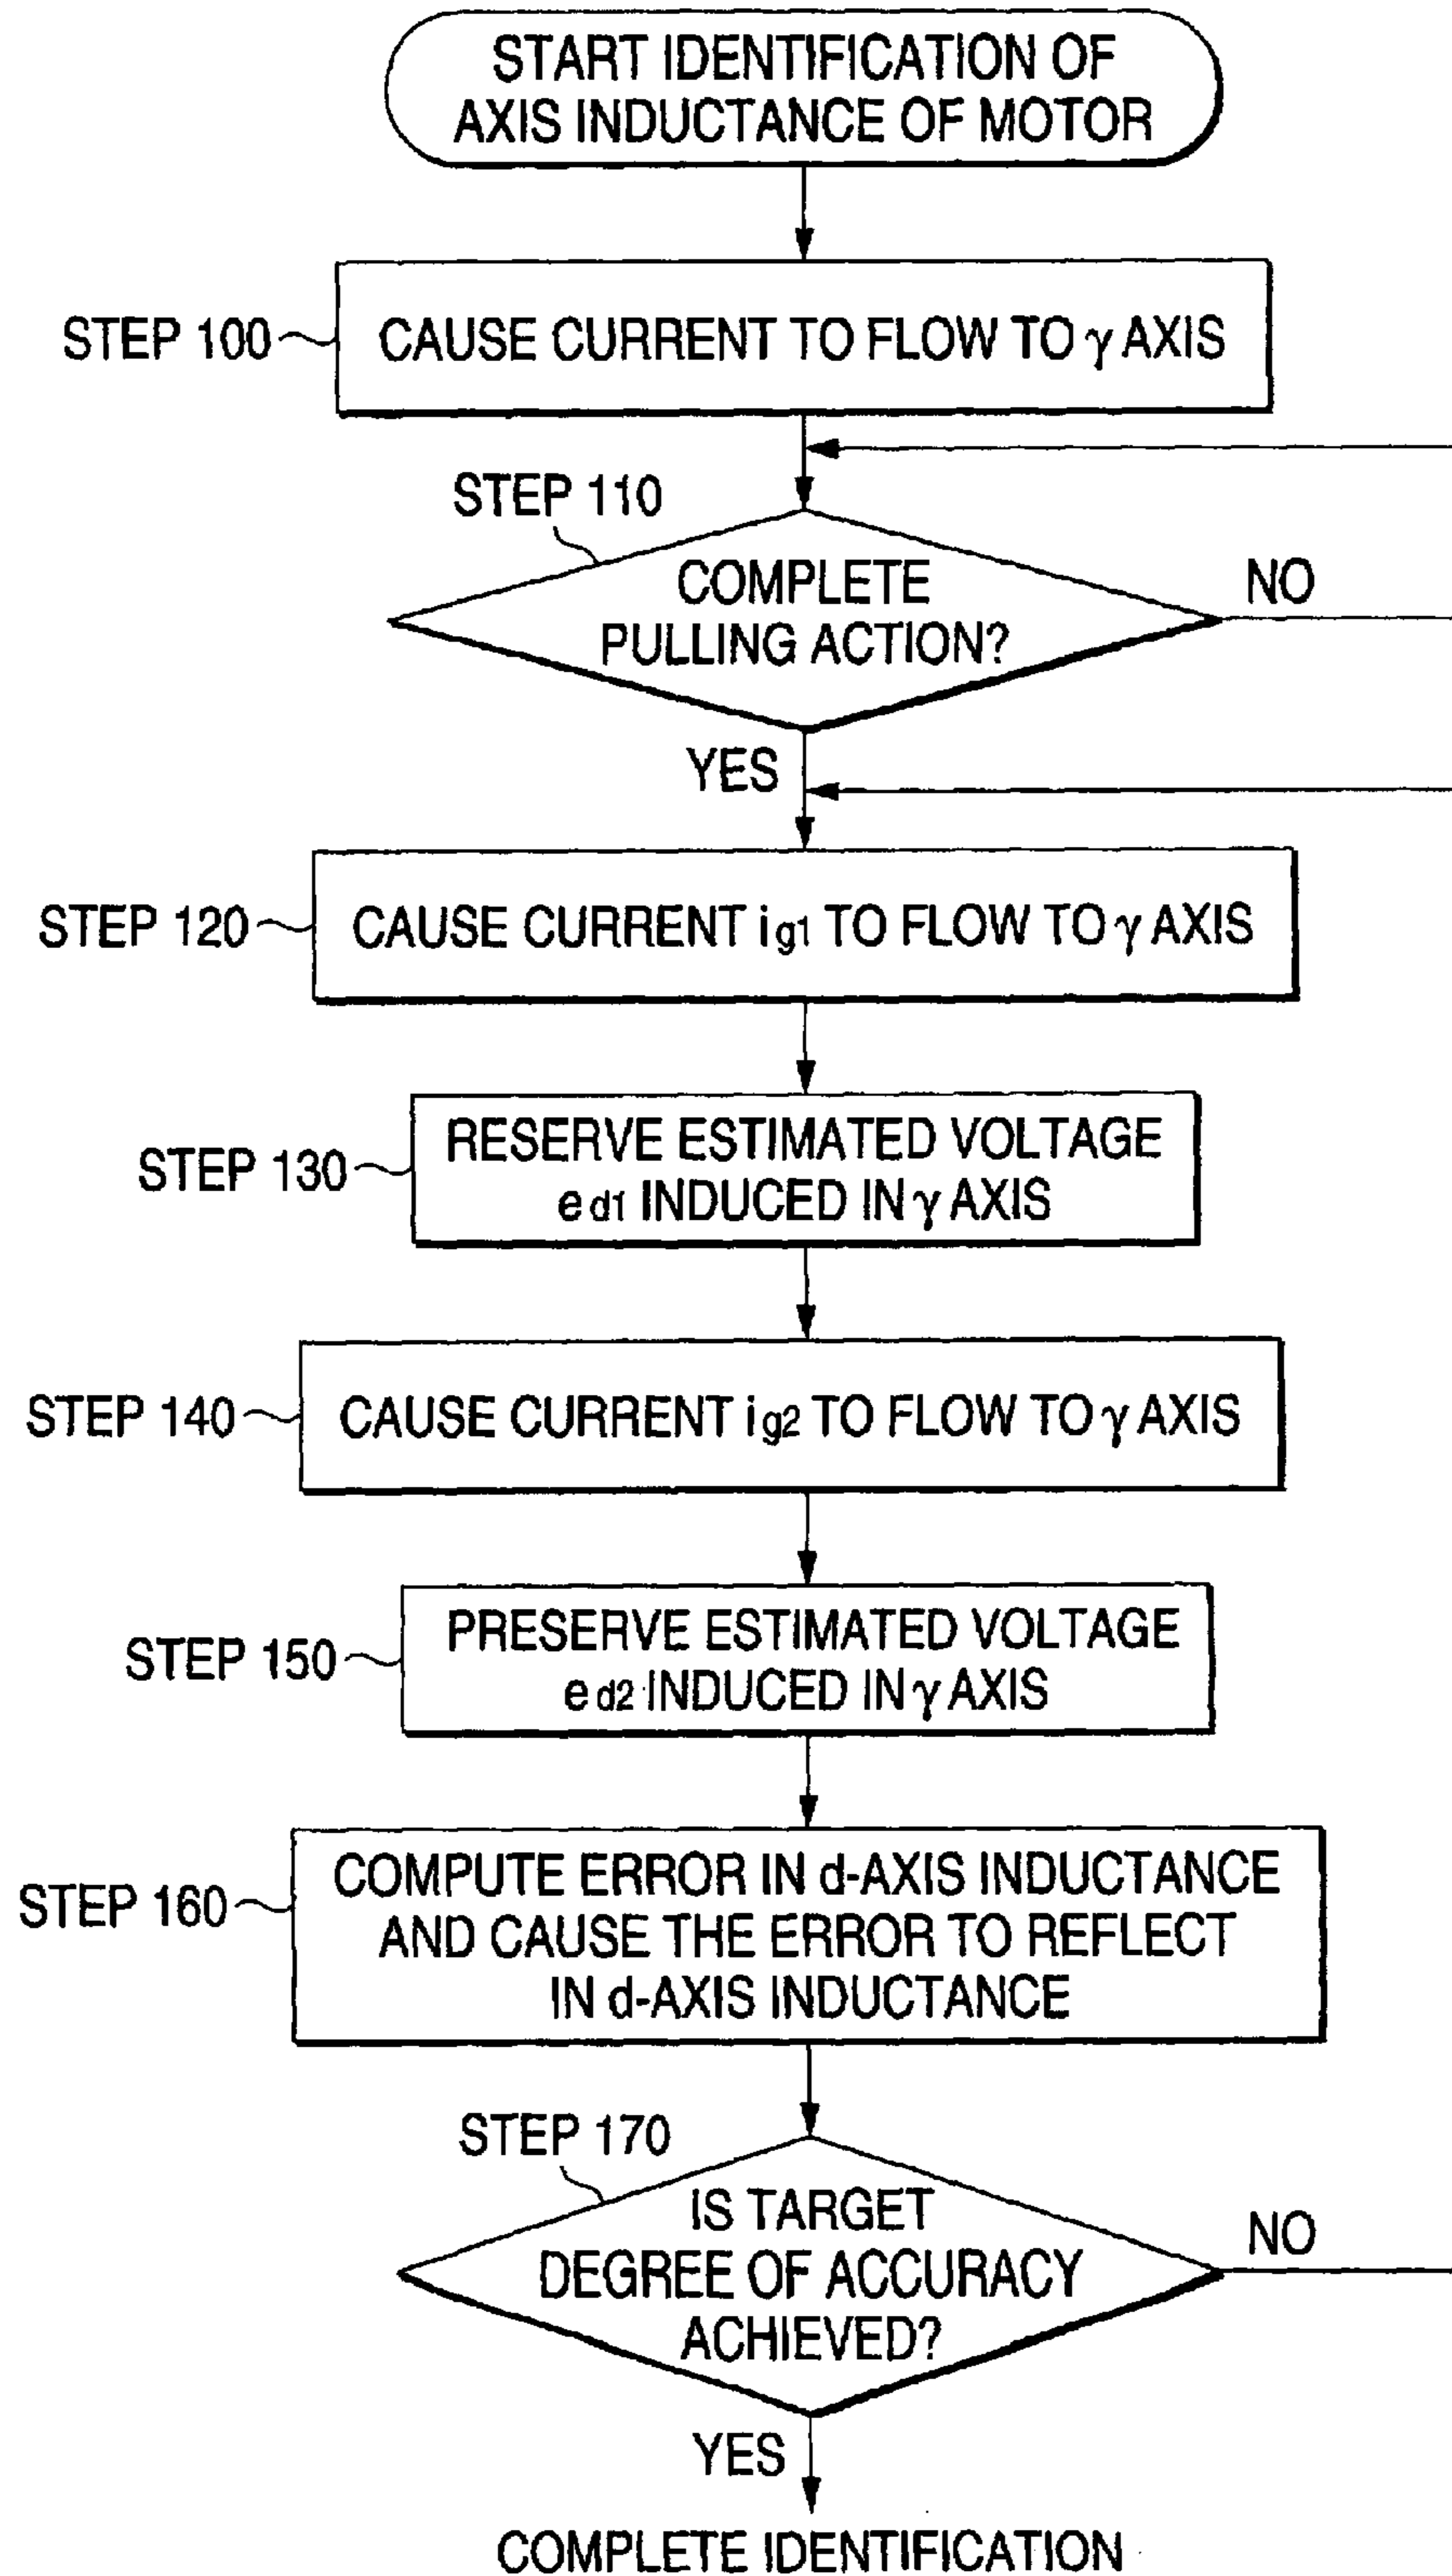 START IDENTIFICATION OF
AXIS INDUCTANCE OF MOTOR
STEP 100
CAUSE CURRENT TO FLOW TO γ AXIS
STEP 110
COMPLETE
PULLING ACTION?
NO
YES
STEP 120
CAUSE CURRENT ig1 TO FLOW TO γ AXIS
STEP 130
RESERVE ESTIMATED VOLTAGE
ed1 INDUCED IN γ AXIS
STEP 140
CAUSE CURRENT ig2 TO FLOW TO γ AXIS
STEP 150
PRESERVE ESTIMATED VOLTAGE
ed2 INDUCED IN γ AXIS
STEP 160
COMPUTE ERROR IN d-AXIS INDUCTANCE
AND CAUSE THE ERROR TO REFLECT
IN d-AXIS INDUCTANCE
STEP 170
IS TARGET
DEGREE OF ACCURACY
ACHIEVED?
NO
YES
COMPLETE IDENTIFICATION